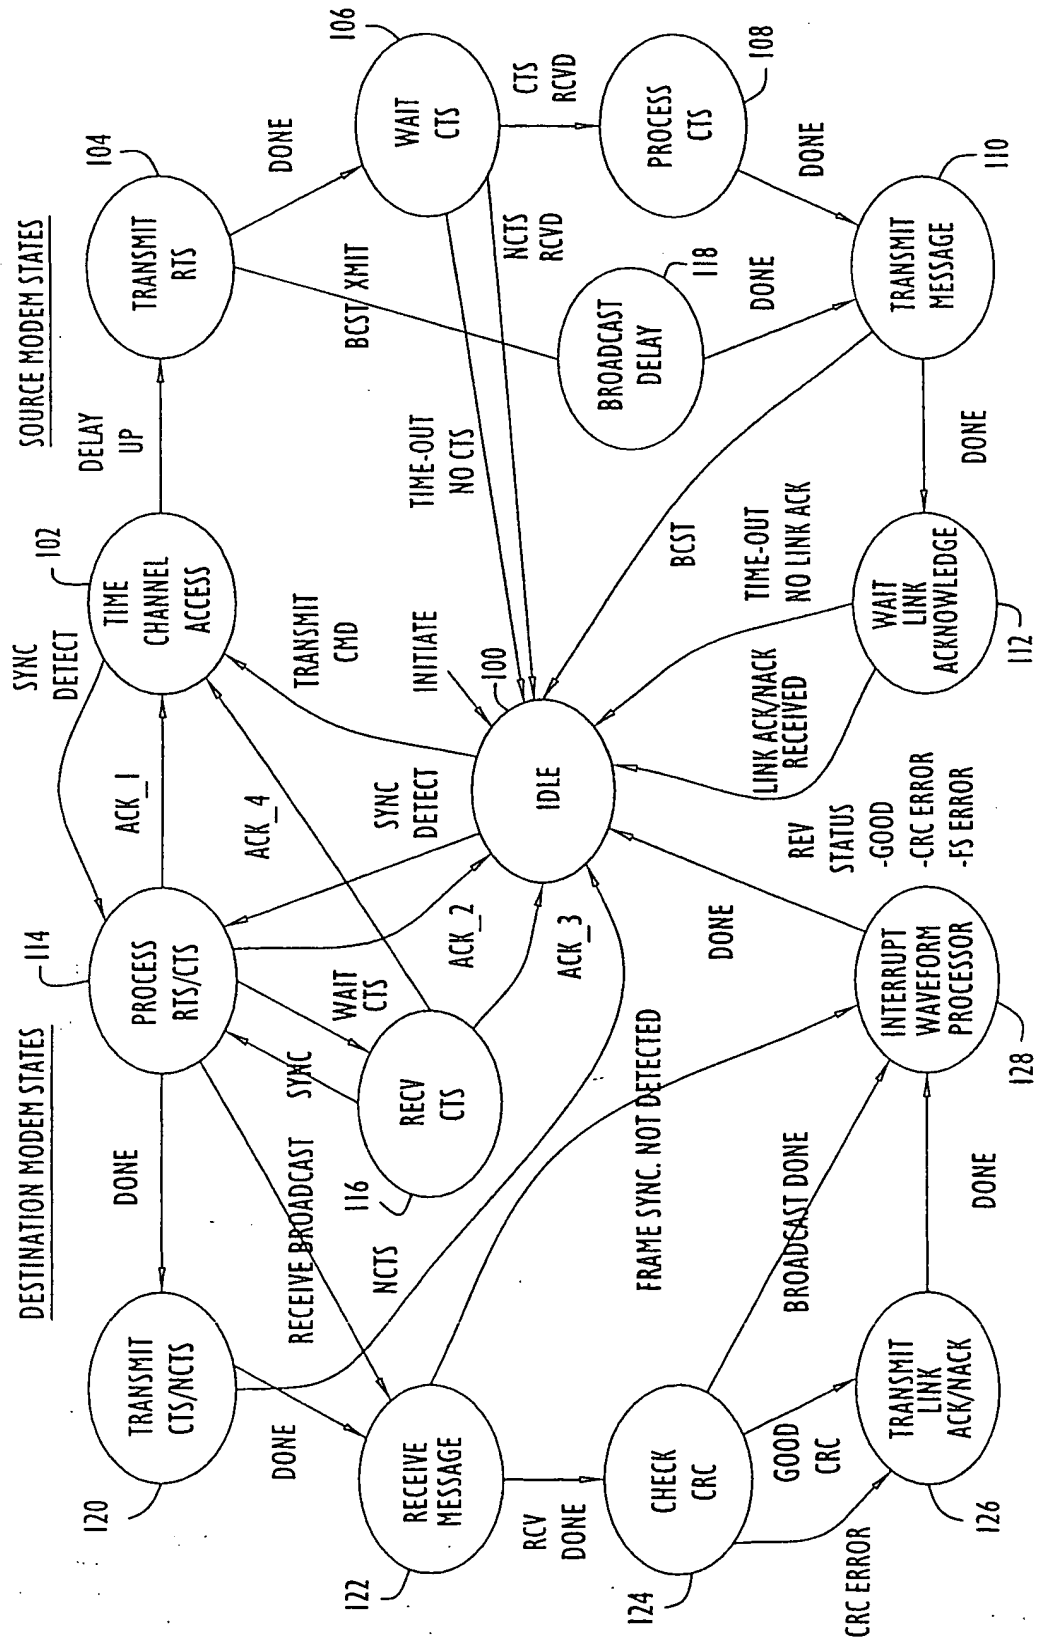 DESTINATION MODEM STATES
SOURCE MODEM STATES
120
TRANSMIT
CTS/NCTS
DONE
114
PROCESS
RTS/CTS
SYNC
DETECT
ACK_1
102
TIME
CHANNEL
ACCESS
DELAY
UP
104
TRANSMIT
RTS
DONE
106
WAIT
CTS
CTS
RCVD
108
PROCESS
CTS
DONE
110
TRANSMIT
MESSAGE
BCST XMIT
NCTS
RCVD
118
BROADCAST
DELAY
DONE
TIME-OUT
NO CTS
BCST
DONE
112
WAIT
LINK
ACKNOWLEDGE
TIME-OUT
NO LINK ACK
LINK ACK/NACK
RECEIVED
TRANSMIT
CMD
INITIATE
100
IDLE
SYNC
DETECT
ACK_4
ACK_2
ACK_3
WAIT
CTS
SYNC
116
RECV
CTS
RECEIVE BROADCAST
NCTS
DONE
122
RECEIVE
MESSAGE
RCV
DONE
FRAME SYNC. NOT DETECTED
124
CHECK
CRC
GOOD
CRC
CRC ERROR
BROADCAST DONE
126
TRANSMIT
LINK
ACK/NACK
DONE
128
INTERRUPT
WAVEFORM
PROCESSOR
DONE
REV
STATUS
-GOOD
-CRC ERROR
-FS ERROR